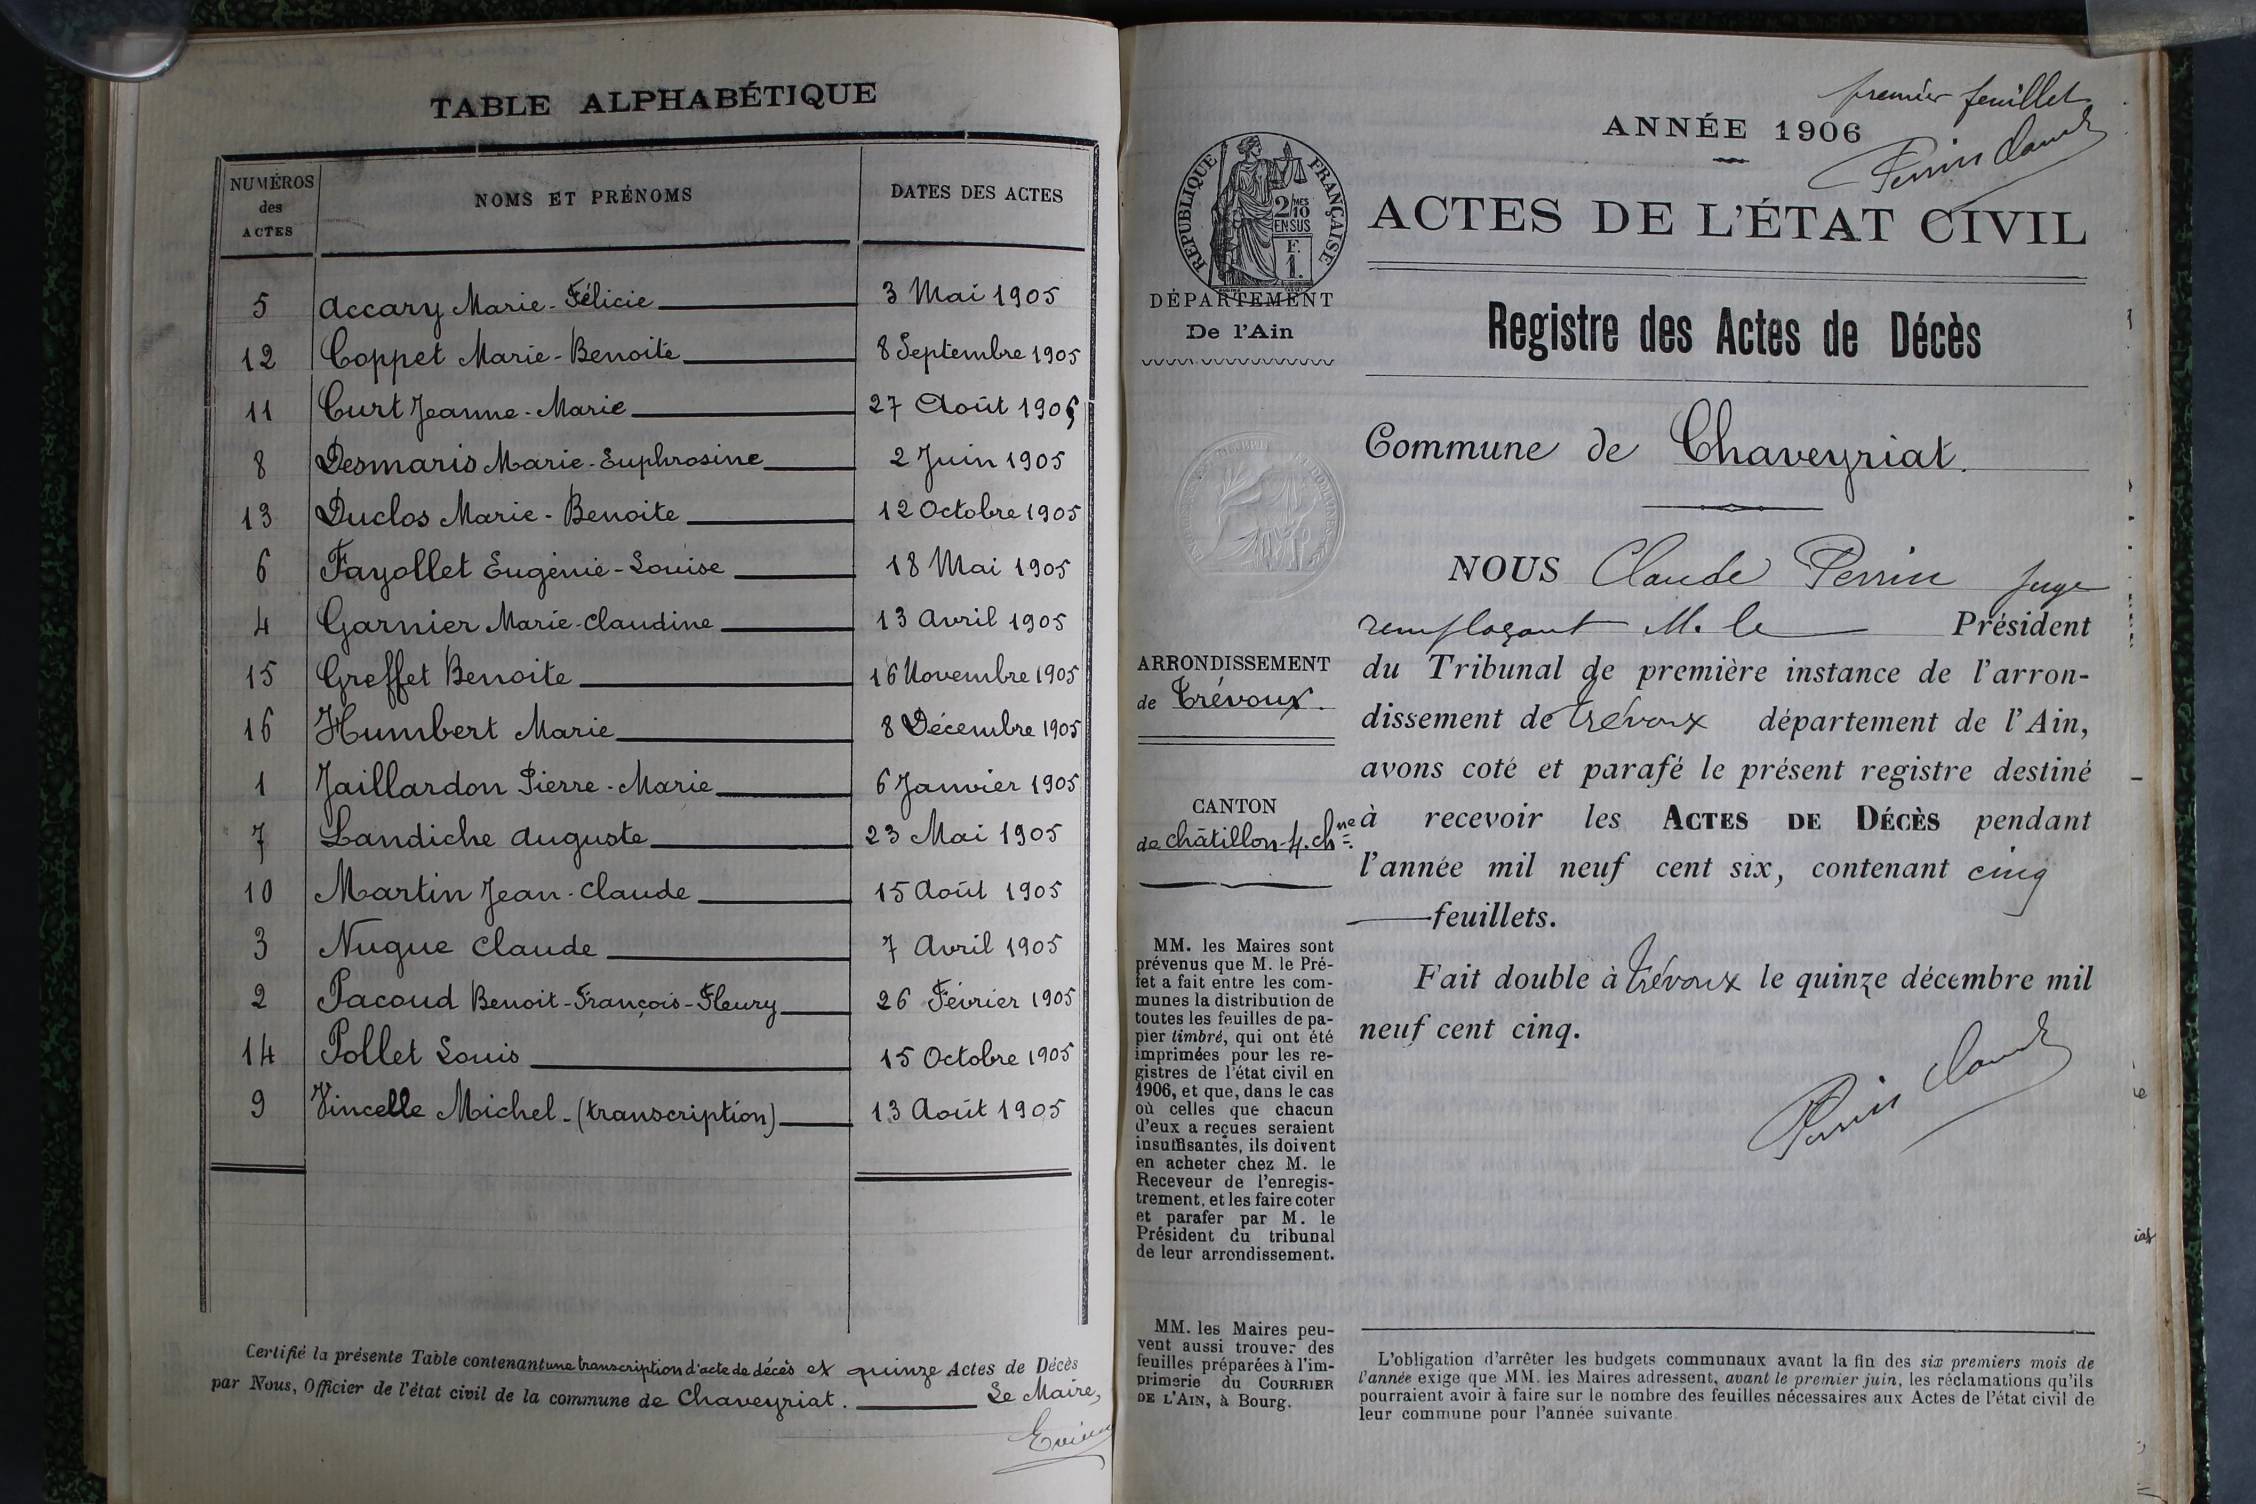 TABLE ALPHABÉTIQUE
NUMÉROS des ACTES NOMS ET PRÉNOMS DATES DES ACTES
5 Accary Marie-Félicie 3 Mai 1905
12 Coppet Marie-Benoite 8 Septembre 1905
11 Curt Jeanne-Marie 27 Août 1905
8 Desmaris Marie-Euphrosine 2 Juin 1905
13 Duclos Marie-Benoite 12 Octobre 1905
6 Fayollet Eugénie-Louise 18 Mai 1905
4 Garnier Marie-Claudine 13 Avril 1905
15 Greffet Benoite 16 Novembre 1905
16 Humbert Marie 8 Décembre 1905
1 Jaillardon Pierre-Marie 6 Janvier 1905
7 Landiche Auguste 23 Mai 1905
10 Martin Jean-Claude 15 Août 1905
3 Nugue Claude 7 Avril 1905
2 Pacoud Benoit-François-Fleury 26 Février 1905
14 Pollet Louis 15 Octobre 1905
9 Vincelle Michel-(transcription) 13 Août 1905
Certifié la présente Table contenant une transcription d'acte de décès et quinze Actes de Décès
par Nous, Officier de l'état civil de la commune de Chaveyriat. Le Maire,
premier feuillet
Perrin Claude
ANNÉE 1906
RÉPUBLIQUE FRANÇAISE
2/10MES
EN SUS
F.
1.
DÉPARTEMENT
De l'Ain
ARRONDISSEMENT
de Trévoux.
CANTON
de Châtillon-s.-Chne.
MM. les Maires sont
prévenus que M. le Pré-
fet a fait entre les com-
munes la distribution de
toutes les feuilles de pa-
pier timbré, qui ont été
imprimées pour les re-
gistres de l'état civil en
1906, et que, dans le cas
où celles que chacun
d'eux a reçues seraient
insuffisantes, ils doivent
en acheter chez M. le
Receveur de l'enregis-
trement, et les faire coter
et parafer par M. le
Président du tribunal
de leur arrondissement.
MM. les Maires peu-
vent aussi trouver des
feuilles préparées à l'im-
primerie du COURRIER
DE L'AIN, à Bourg.
ACTES DE L'ÉTAT CIVIL
Registre des Actes de Décès
Commune de Chaveyriat.
NOUS Claude Perrin Juge
remplaçant M. le Président
du Tribunal de première instance de l'arron-
dissement de Trévoux département de l'Ain,
avons coté et parafé le présent registre destiné
à recevoir les ACTES DE DÉCÈS pendant
l'année mil neuf cent six, contenant cinq
feuillets.
Fait double à Trévoux le quinze décembre mil
neuf cent cinq.
Perrin Claude
L'obligation d'arrêter les budgets communaux avant la fin des six premiers mois de
l'année exige que MM. les Maires adressent, avant le premier juin, les réclamations qu'ils
pourraient avoir à faire sur le nombre des feuilles nécessaires aux Actes de l'état civil de
leur commune pour l'année suivante